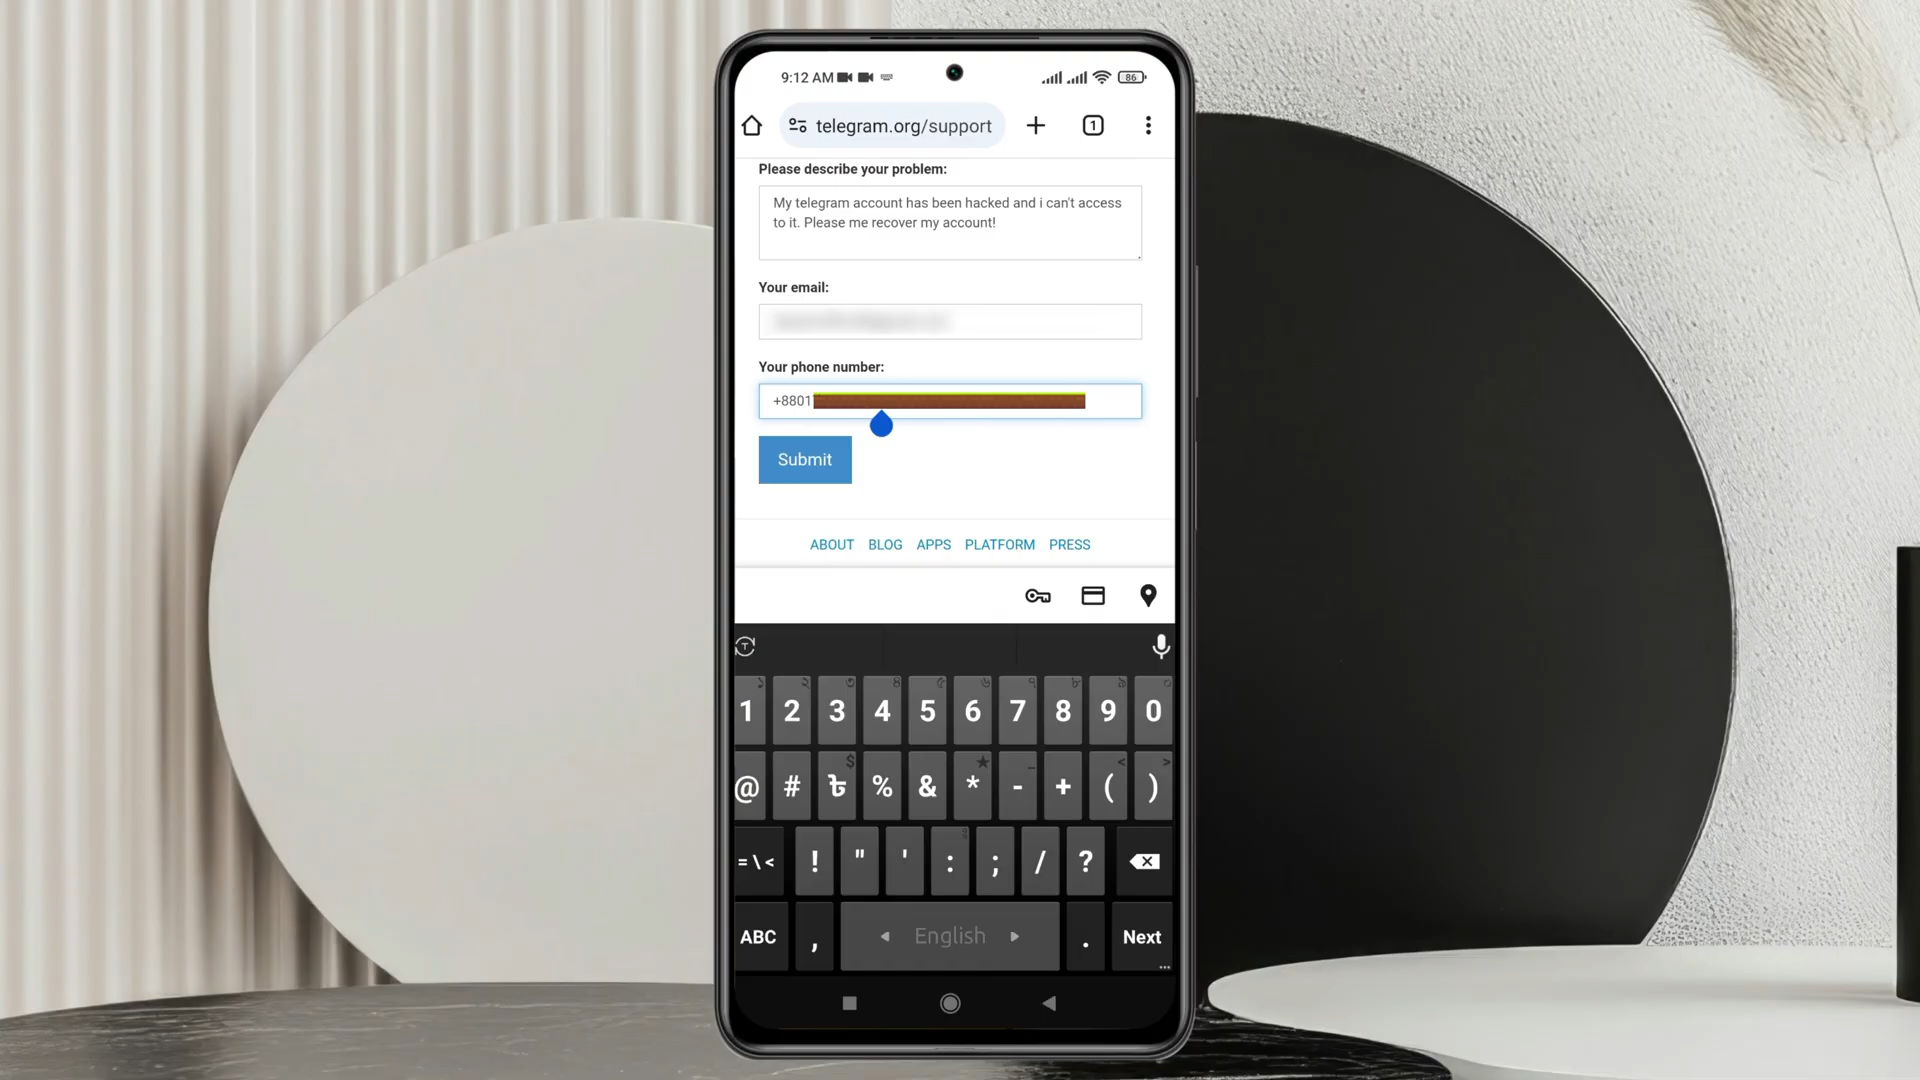 9:12 AM
86
telegram.org/support
1
Please describe your problem:
My telegram account has been hacked and i can't access
to it. Please me recover my account!
Your email:
Your phone number:
+8801
Submit
ABOUT BLOG APPS PLATFORM PRESS
1 2 3 4 5 6 7 8 9 0
@ # ৳ % & * - + ( )
= \ < ! " ' : ; / ?
ABC , English . Next